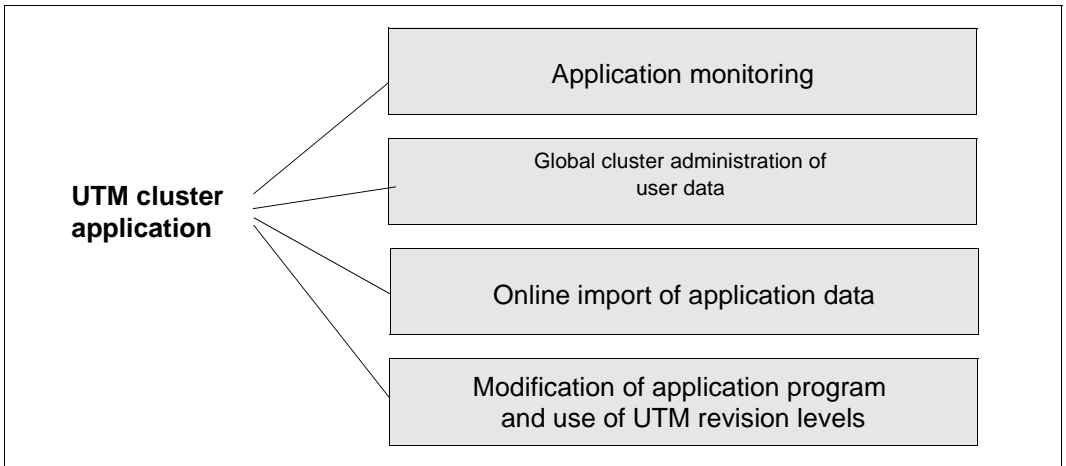 UTM cluster
application
Application monitoring
Global cluster administration of
user data
Online import of application data
Modification of application program
and use of UTM revision levels